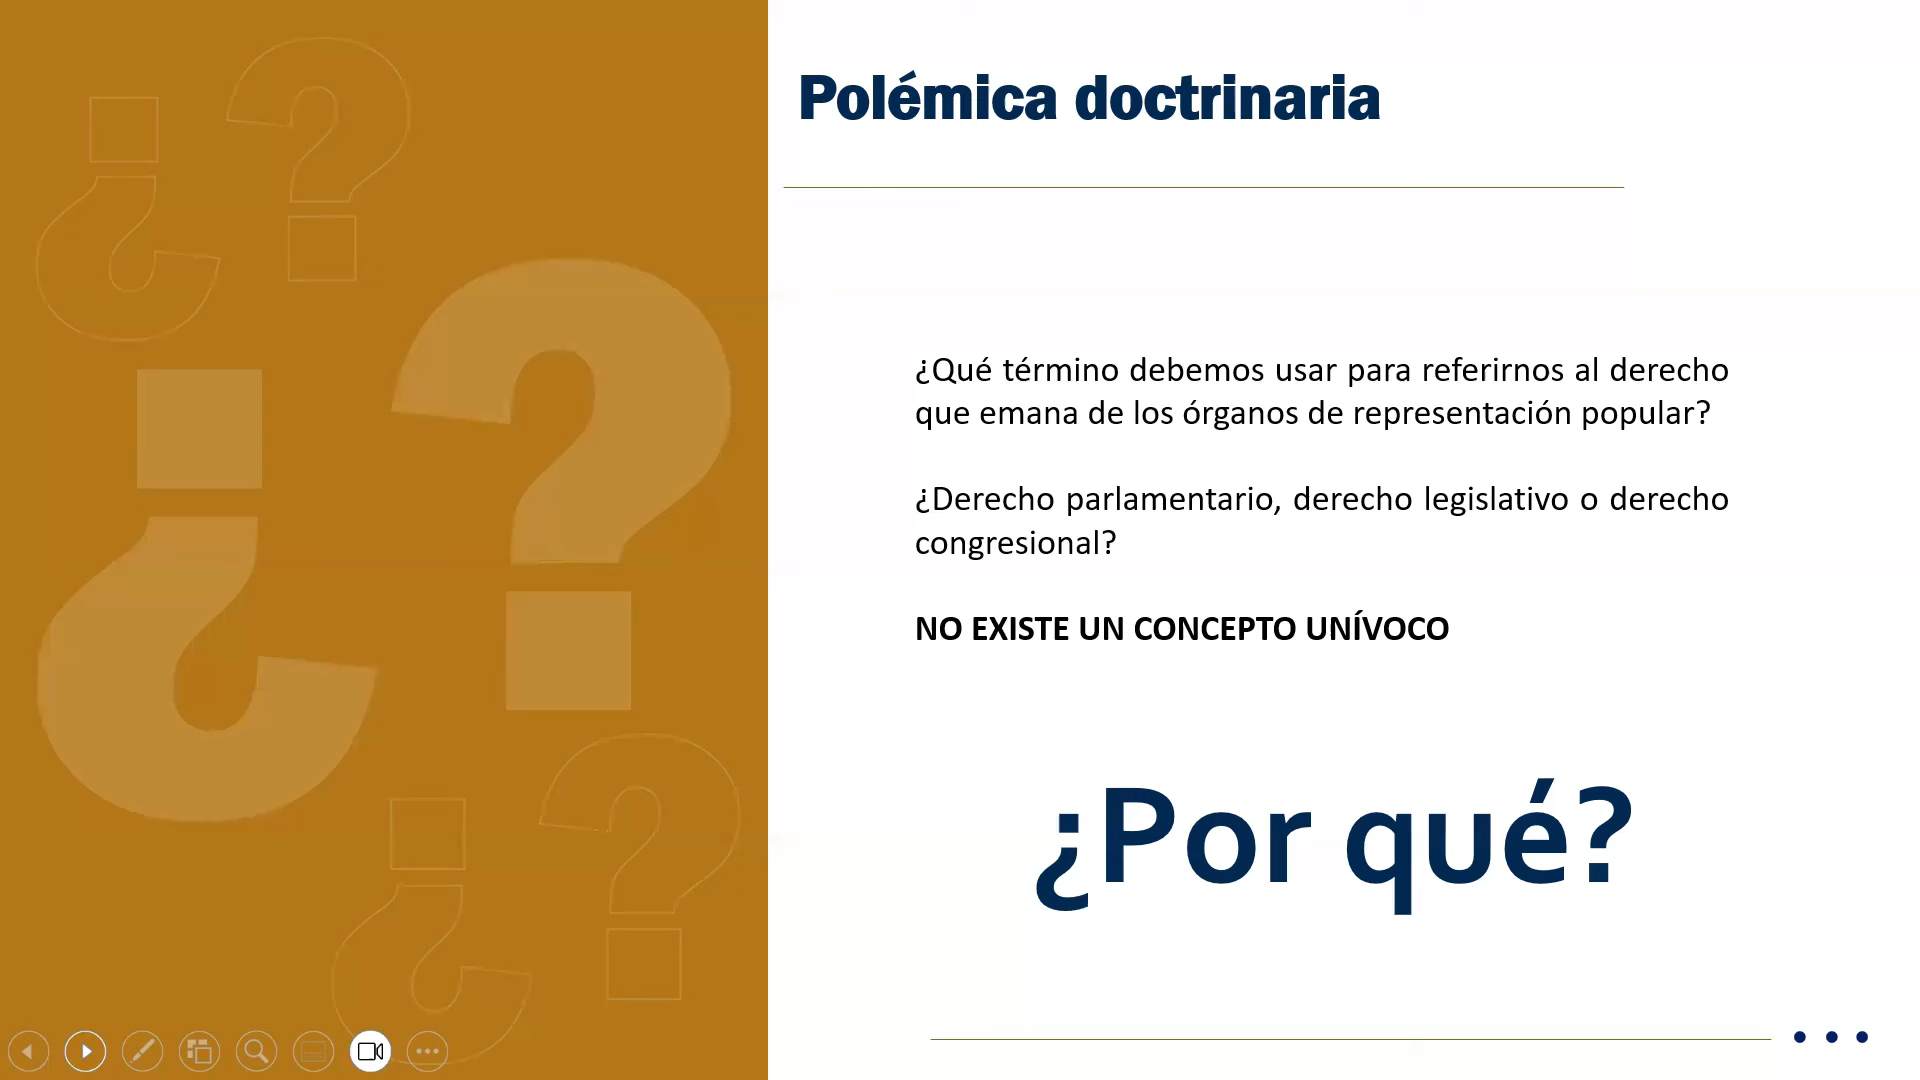 Polémica doctrinaria
¿Qué término debemos usar para referirnos al derecho
que emana de los órganos de representación popular?
¿Derecho parlamentario, derecho legislativo o derecho
congresional?
NO EXISTE UN CONCEPTO UNÍVOCO
¿Por qué?